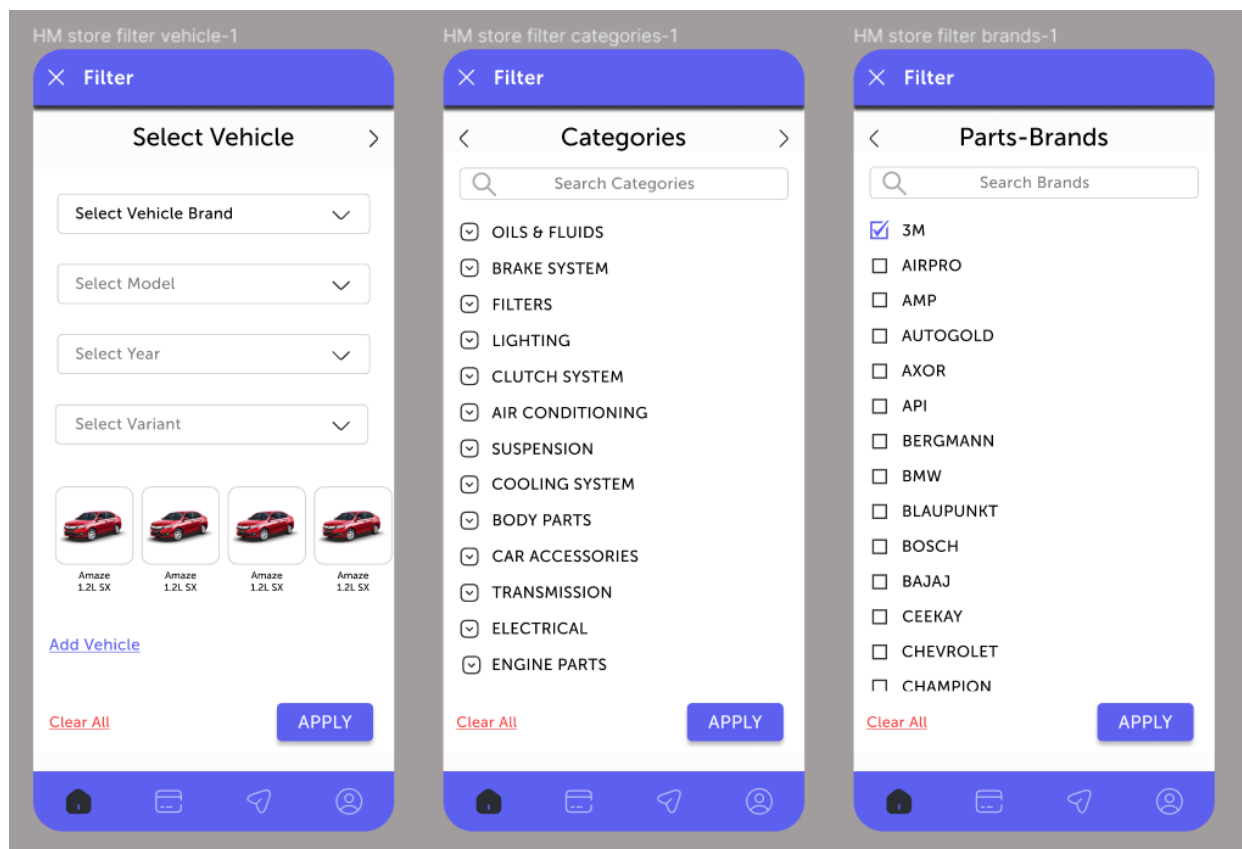 HM store filter vehicle-1
Filter
Select Vehicle
Select Vehicle Brand
Select Model
Select Year
Select Variant
Amaze
1.2L SX
Amaze
1.2L SX
Amaze
1.2L SX
Amaze
1.2L SX
Add Vehicle
Clear All
APPLY
HM store filter categories-1
Filter
Categories
Search Categories
OILS & FLUIDS
BRAKE SYSTEM
FILTERS
LIGHTING
CLUTCH SYSTEM
AIR CONDITIONING
SUSPENSION
COOLING SYSTEM
BODY PARTS
CAR ACCESSORIES
TRANSMISSION
ELECTRICAL
ENGINE PARTS
Clear All
APPLY
HM store filter brands-1
Filter
Parts-Brands
Search Brands
3M
AIRPRO
AMP
AUTOGOLD
AXOR
API
BERGMANN
BMW
BLAUPUNKT
BOSCH
BAJAJ
CEEKAY
CHEVROLET
CHAMPION
Clear All
APPLY